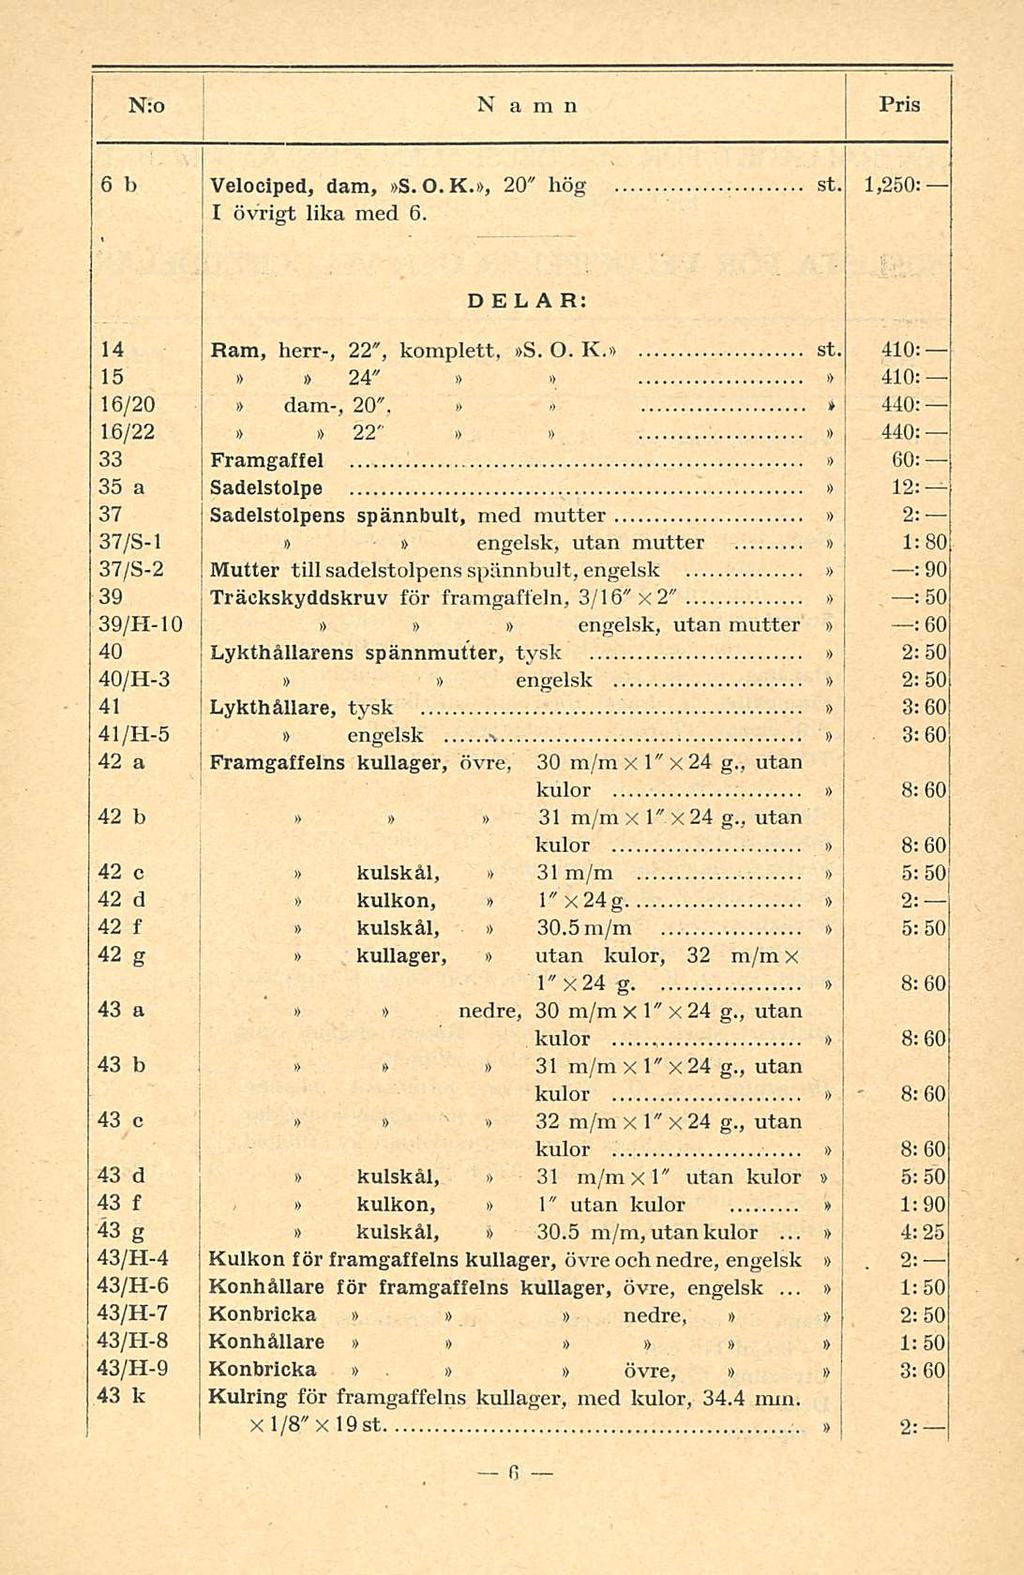 N:o N a m n Pris
6 b Velociped, dam, »S. O. K.», 20" hög ........................ st. 1,250: —
I övrigt lika med 6.
DELAR:
14 Ram, herr-, 22", komplett, »S. O. K.» ..................... st. 410: —
15 » » 24" » » ..................... » 410: —
16/20 » dam-, 20", » » ..................... » 440: —
16/22 » » 22" » » ..................... » 440: —
33 Framgaffel ..................... » 60: —
35 a Sadelstolpe ..................... » 12: —
37 Sadelstolpens spännbult, med mutter ..................... » 2: —
37/S-1 » » engelsk, utan mutter .......... » 1: 80
37/S-2 Mutter till sadelstolpens spännbult, engelsk ............... » —: 90
39 Träckskyddskruv för framgaffeln, 3/16" × 2" ............... » —: 50
39/H-10 » » » engelsk, utan mutter » —: 60
40 Lykthållarens spännmutter, tysk ..................... » 2: 50
40/H-3 » » engelsk ..................... » 2: 50
41 Lykthållare, tysk ..................... » 3: 60
41/H-5 » engelsk ..................... » 3: 60
42 a Framgaffelns kullager, övre, 30 m/m × 1" × 24 g., utan
kulor ..................... » 8: 60
42 b » » » 31 m/m × 1" × 24 g., utan
kulor ..................... » 8: 60
42 c » kulskål, » 31 m/m ..................... » 5: 50
42 d » kulkon, » 1" × 24 g. ..................... » 2: —
42 f » kulskål, » 30.5 m/m ................. » 5: 50
42 g » kullager, » utan kulor, 32 m/m ×
1" × 24 g. ................. » 8: 60
43 a » » nedre, 30 m/m × 1" × 24 g., utan
kulor ..................... » 8: 60
43 b » » » 31 m/m × 1" × 24 g., utan
kulor ..................... » 8: 60
43 c » » » 32 m/m × 1" × 24 g., utan
kulor ..................... » 8: 60
43 d » kulskål, » 31 m/m × 1" utan kulor » 5: 50
43 f » kulkon, » 1" utan kulor ......... » 1: 90
43 g » kulskål, » 30.5 m/m, utan kulor ... » 4: 25
43/H-4 Kulkon för framgaffelns kullager, övre och nedre, engelsk » 2: —
43/H-6 Konhållare för framgaffelns kullager, övre, engelsk ... » 1: 50
43/H-7 Konbricka » » » nedre, » » 2: 50
43/H-8 Konhållare » » » » » » 1: 50
43/H-9 Konbricka » » » övre, » » 3: 60
43 k Kulring för framgaffelns kullager, med kulor, 34.4 mm.
× 1/8" × 19 st. ..................... » 2: —
— 6 —